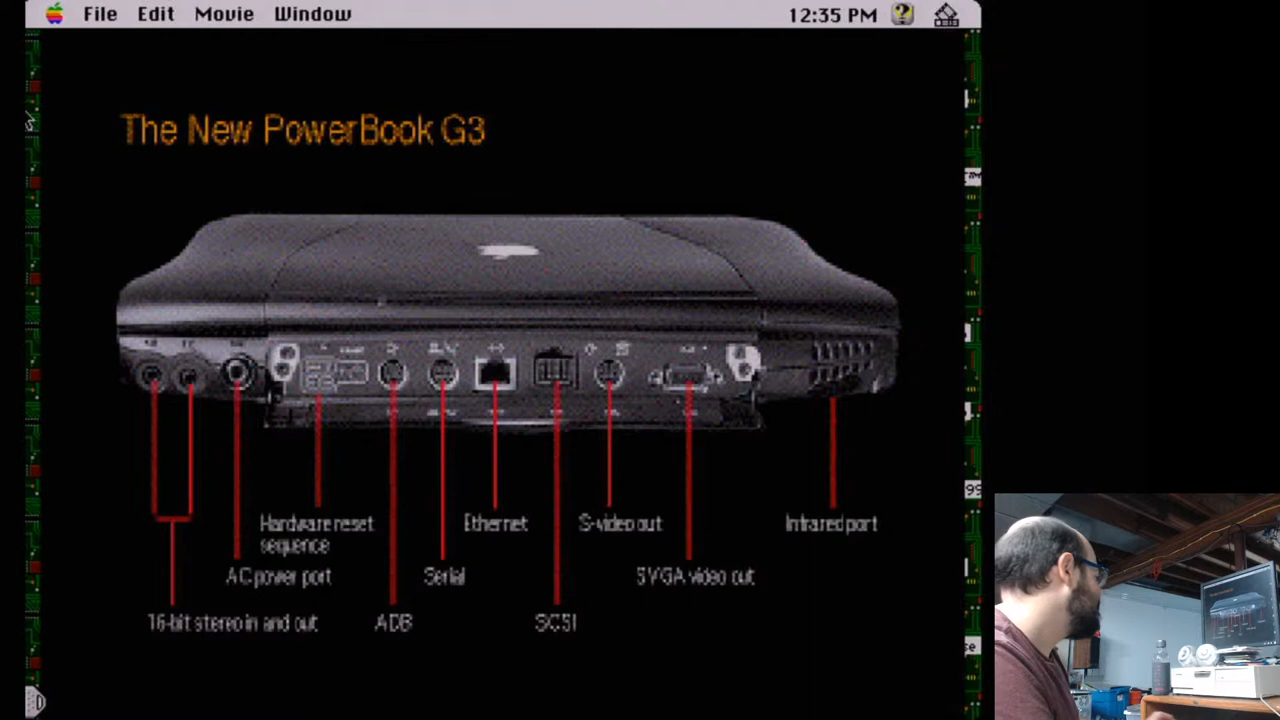 File Edit Movie Window 12:35 PM
The New PowerBook G3
Hardware reset
sequence
Ethernet
S-video out
Infrared port
AC power port
Serial
SVGA video out
16-bit stereo in and out
ADB
SCSI